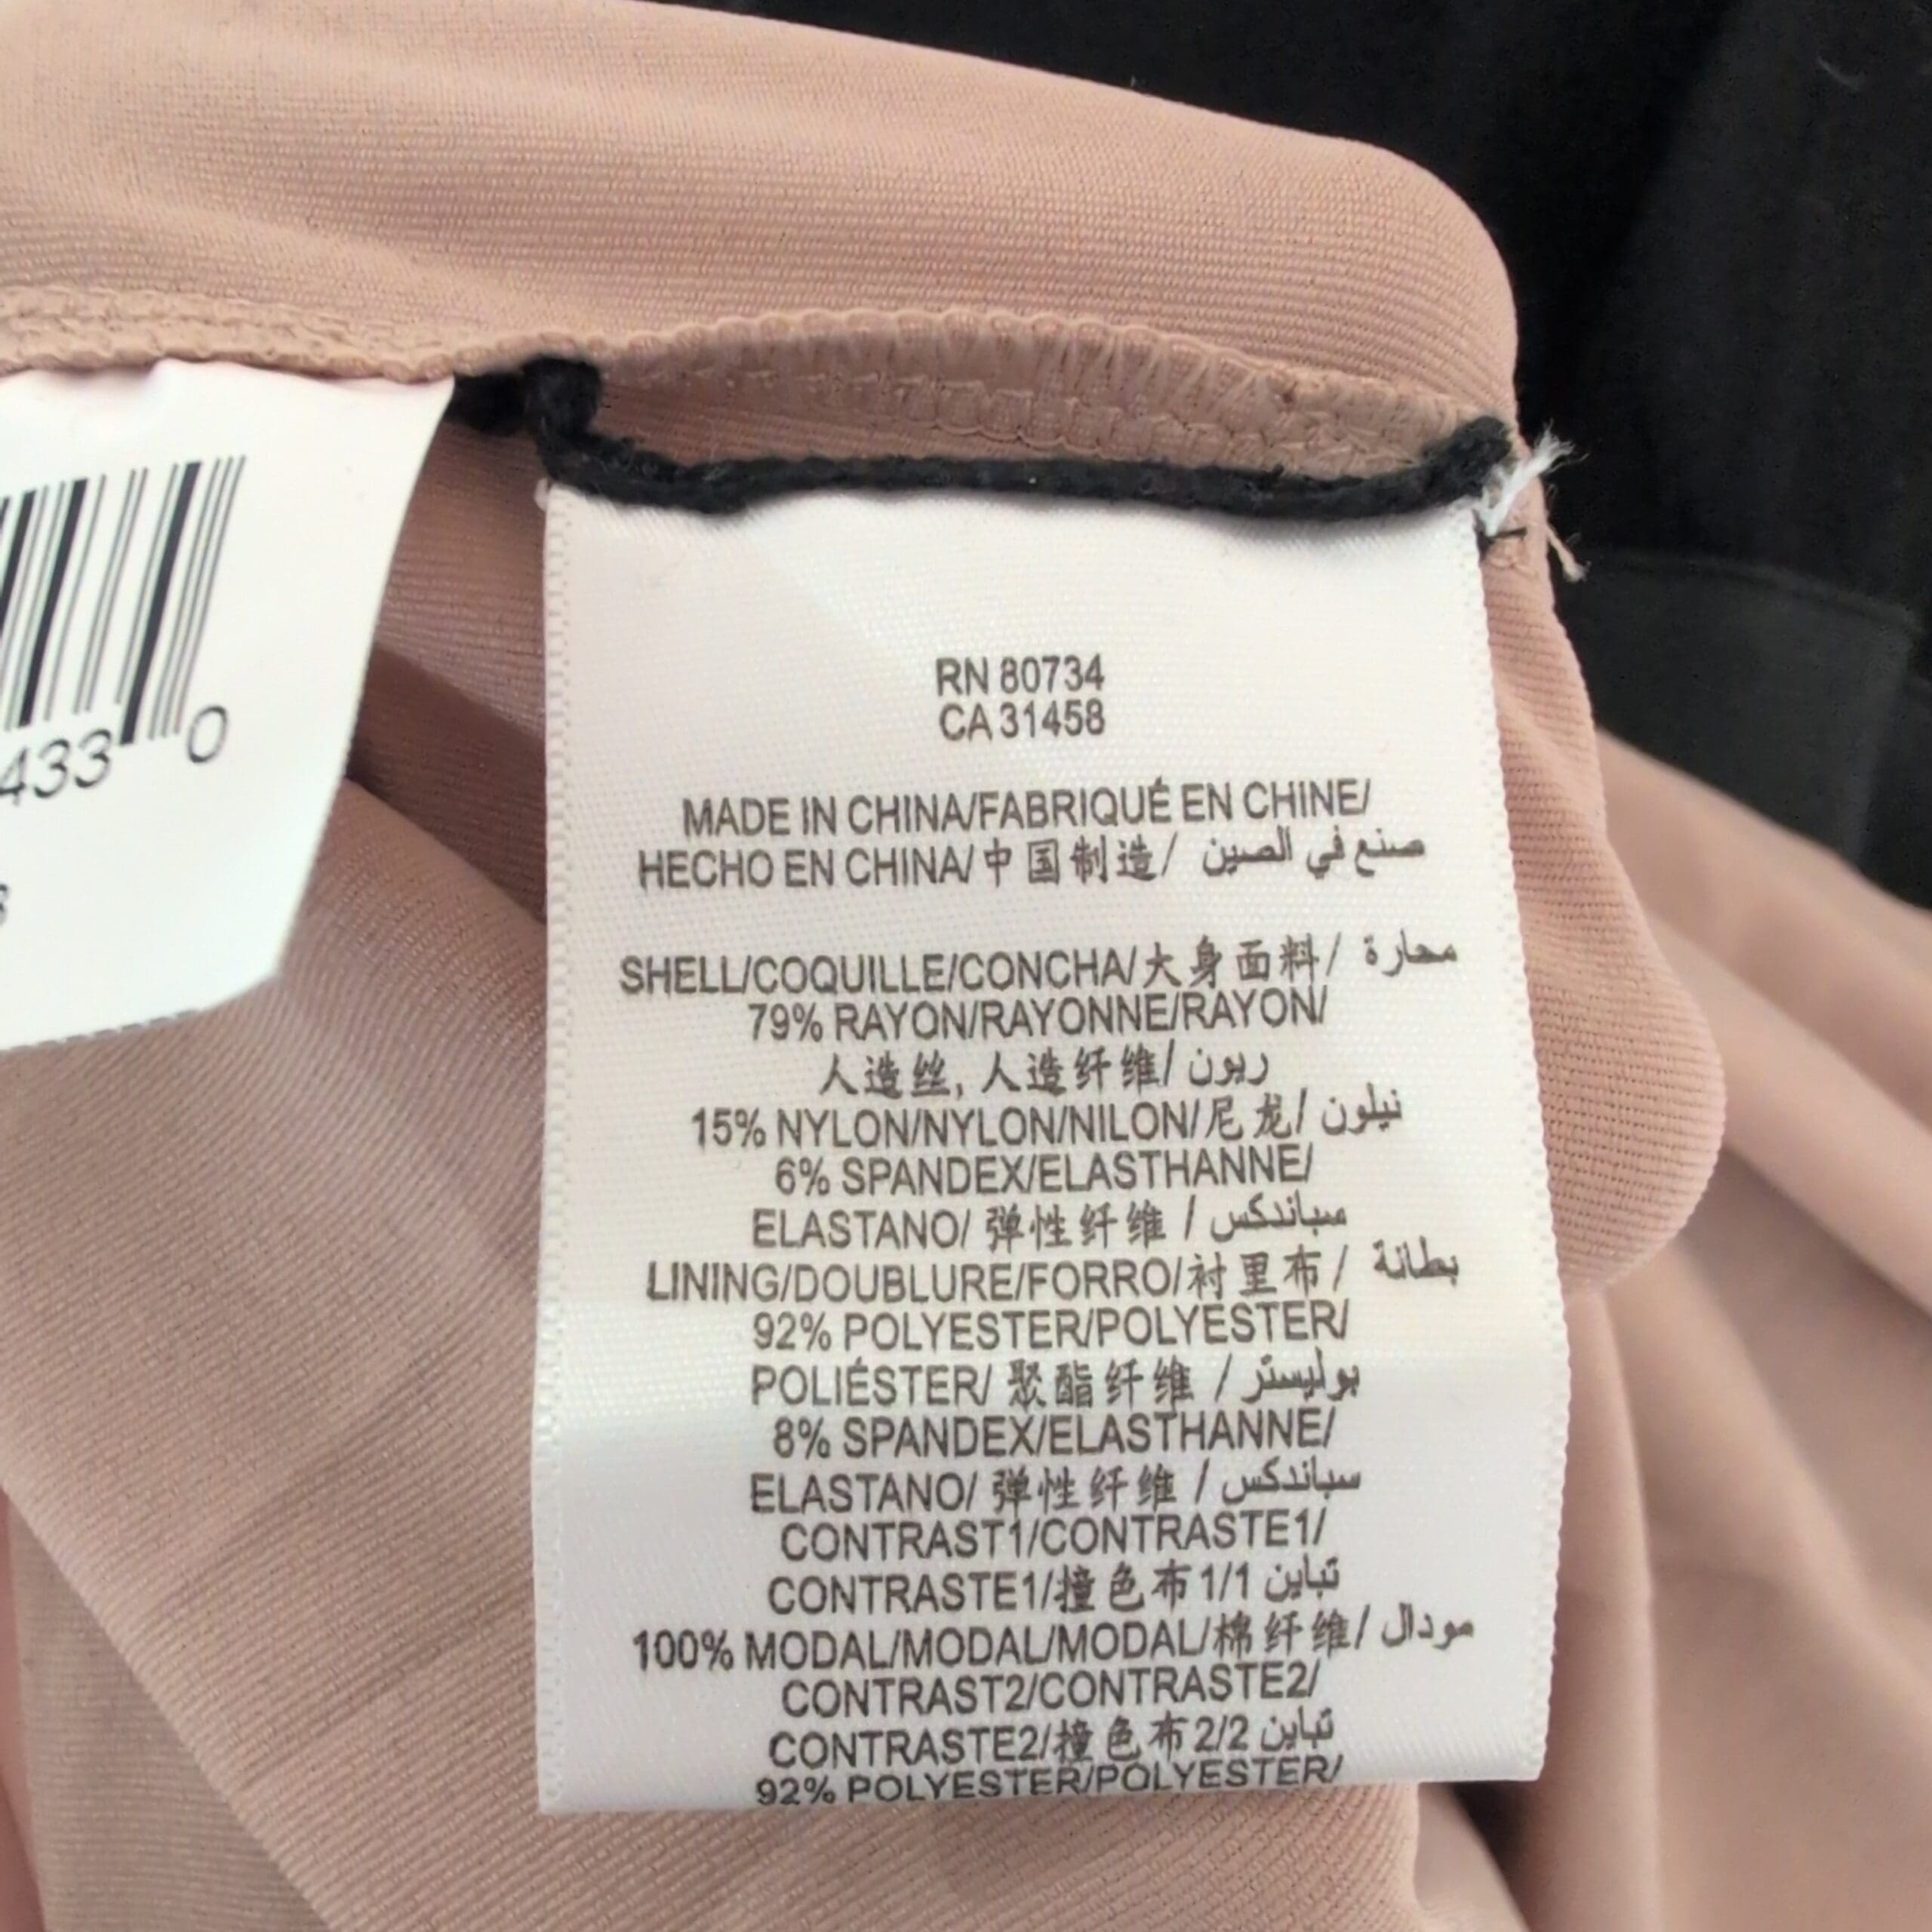 433 0
RN 80734
CA 31458
MADE IN CHINA/FABRIQUÉ EN CHINE/
HECHO EN CHINA/中国制造/ صنع في الصين
SHELL/COQUILLE/CONCHA/大身面料/ محارة
79% RAYON/RAYONNE/RAYON/
人造丝, 人造纤维/ ريون
15% NYLON/NYLON/NILON/尼龙/ نيلون
6% SPANDEX/ELASTHANNE/
ELASTANO/ 弹性纤维 / سباندكس
LINING/DOUBLURE/FORRO/衬里布/ بطانة
92% POLYESTER/POLYESTER/
POLIÉSTER/ 聚酯纤维 / بوليستر
8% SPANDEX/ELASTHANNE/
ELASTANO/ 弹性纤维 / سباندكس
CONTRAST1/CONTRASTE1/
CONTRASTE1/撞色布1/1 تباين
100% MODAL/MODAL/MODAL/棉纤维/ مودال
CONTRAST2/CONTRASTE2/
CONTRASTE2/撞色布2/2 تباين
92% POLYESTER/POLYESTER/